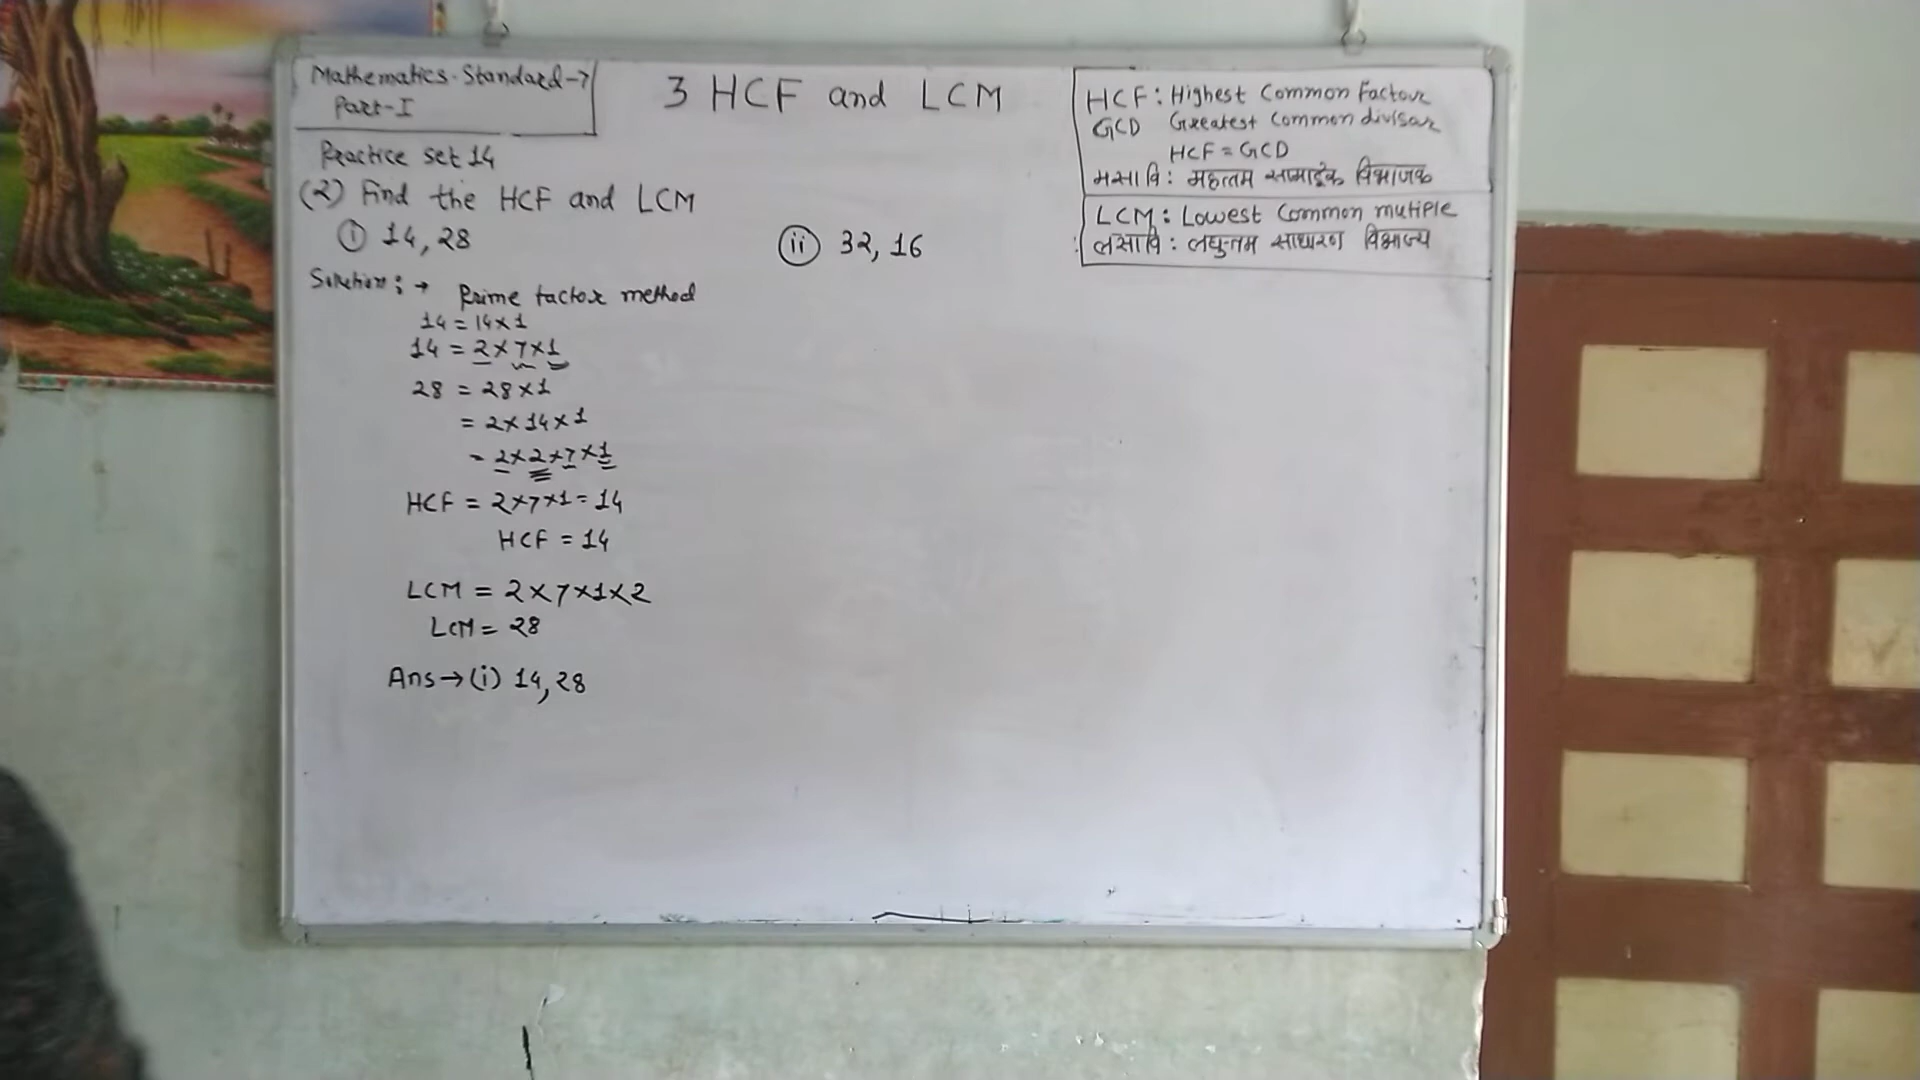 Mathematics. Standard-7
Part-I
3 HCF and LCM
HCF: Highest Common Factor
GCD Greatest Common divisar
HCF = GCD
मसावि: महत्तम सामाईक विभाजक
LCM: Lowest Common mutiple
लसावि: लघुत्तम साधारण विभाज्य
Practice set 14
(2) Find the HCF and LCM
(i) 14, 28
(ii) 32, 16
Solution: → Prime factor method
14 = 14×1
14 = 2×7×1
28 = 28×1
= 2×14×1
= 2×2×7×1
HCF = 2×7×1 = 14
HCF = 14
LCM = 2×7×1×2
LCM = 28
Ans→(i) 14, 28